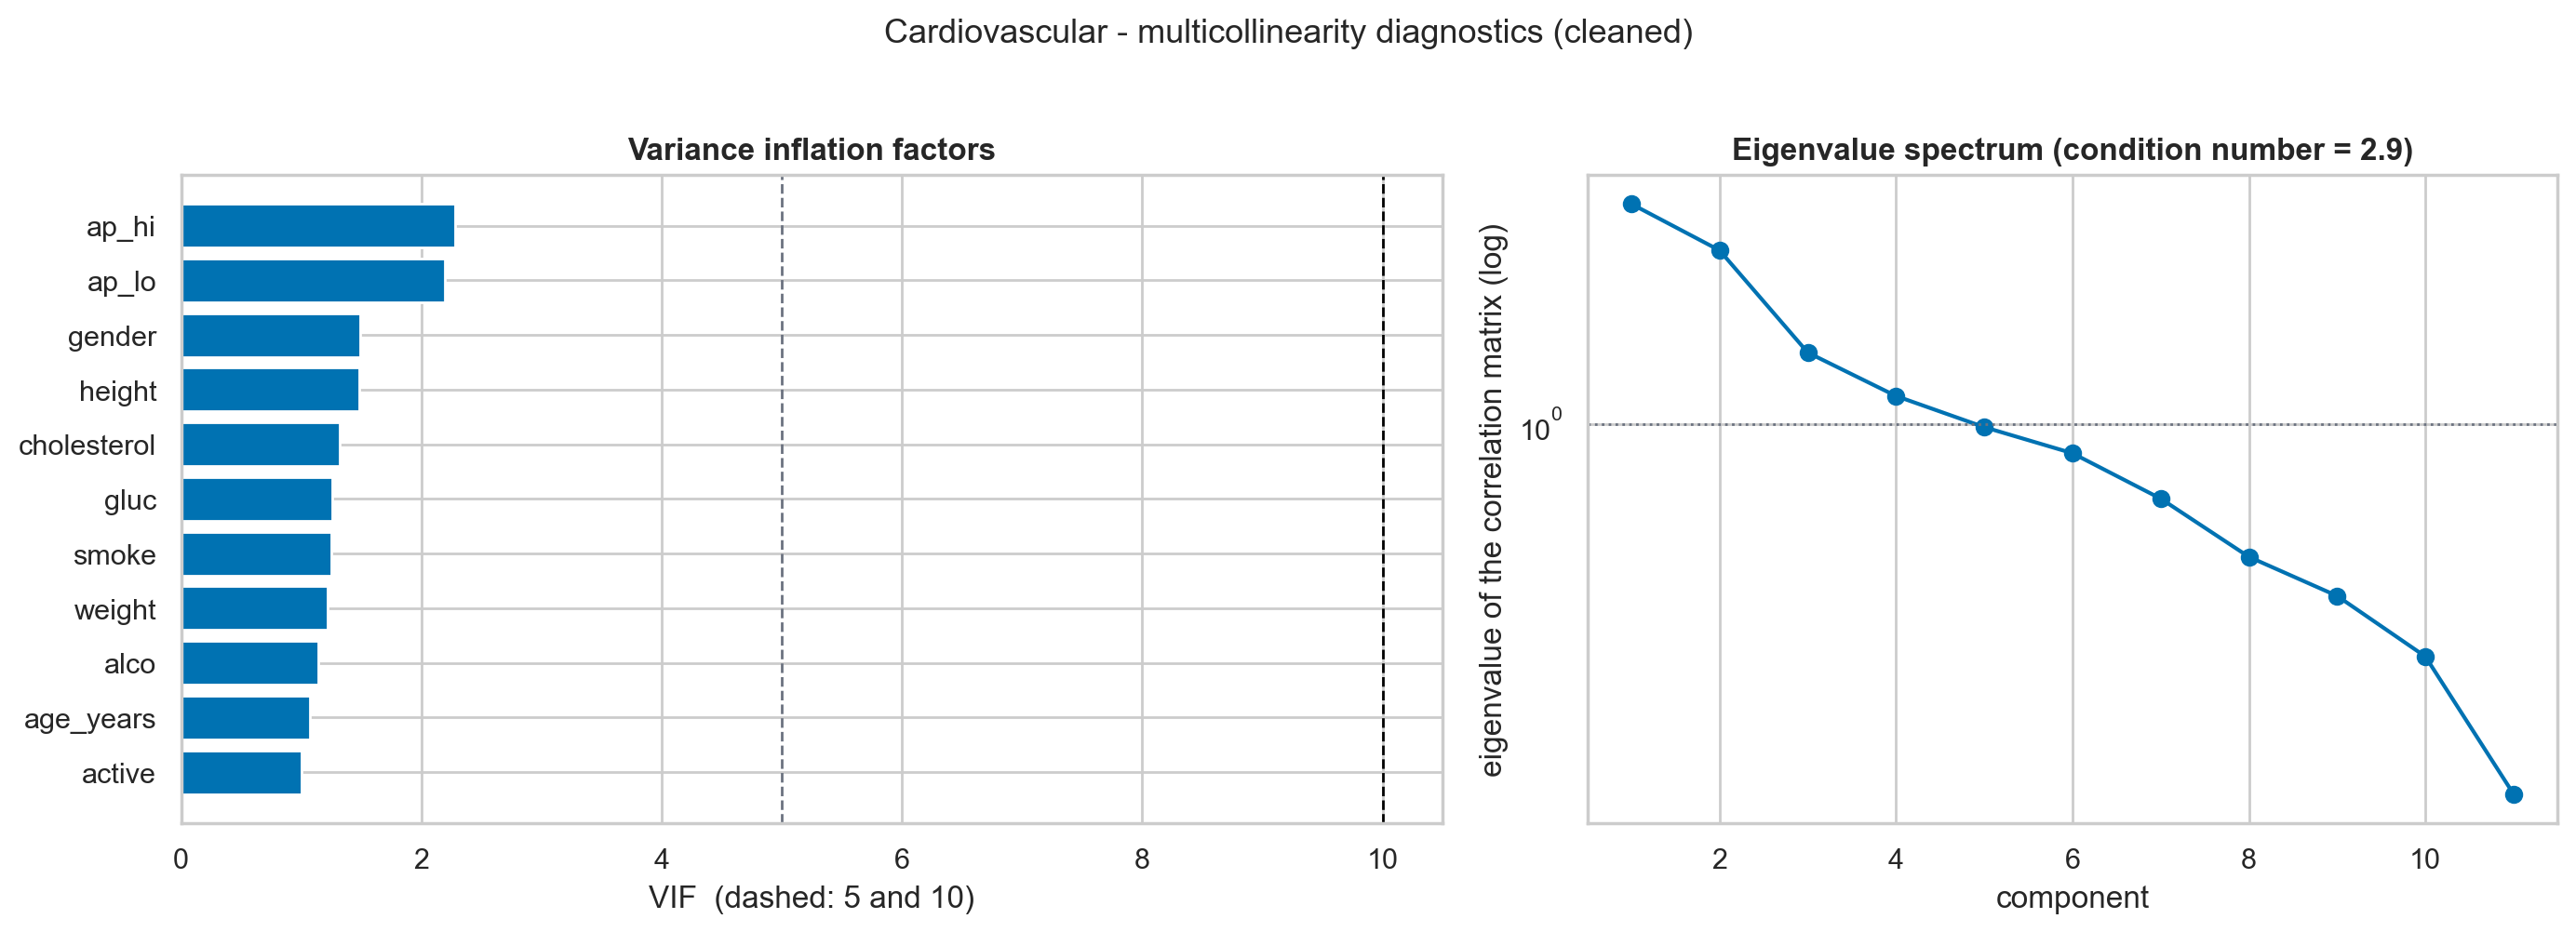 Cardiovascular - multicollinearity diagnostics (cleaned)
Variance inflation factors
ap_hi
ap_lo
gender
height
cholesterol
gluc
smoke
weight
alco
age_years
active
0 2 4 6 8 10
VIF (dashed: 5 and 10)
Eigenvalue spectrum (condition number = 2.9)
eigenvalue of the correlation matrix (log)
10⁰
2 4 6 8 10
component